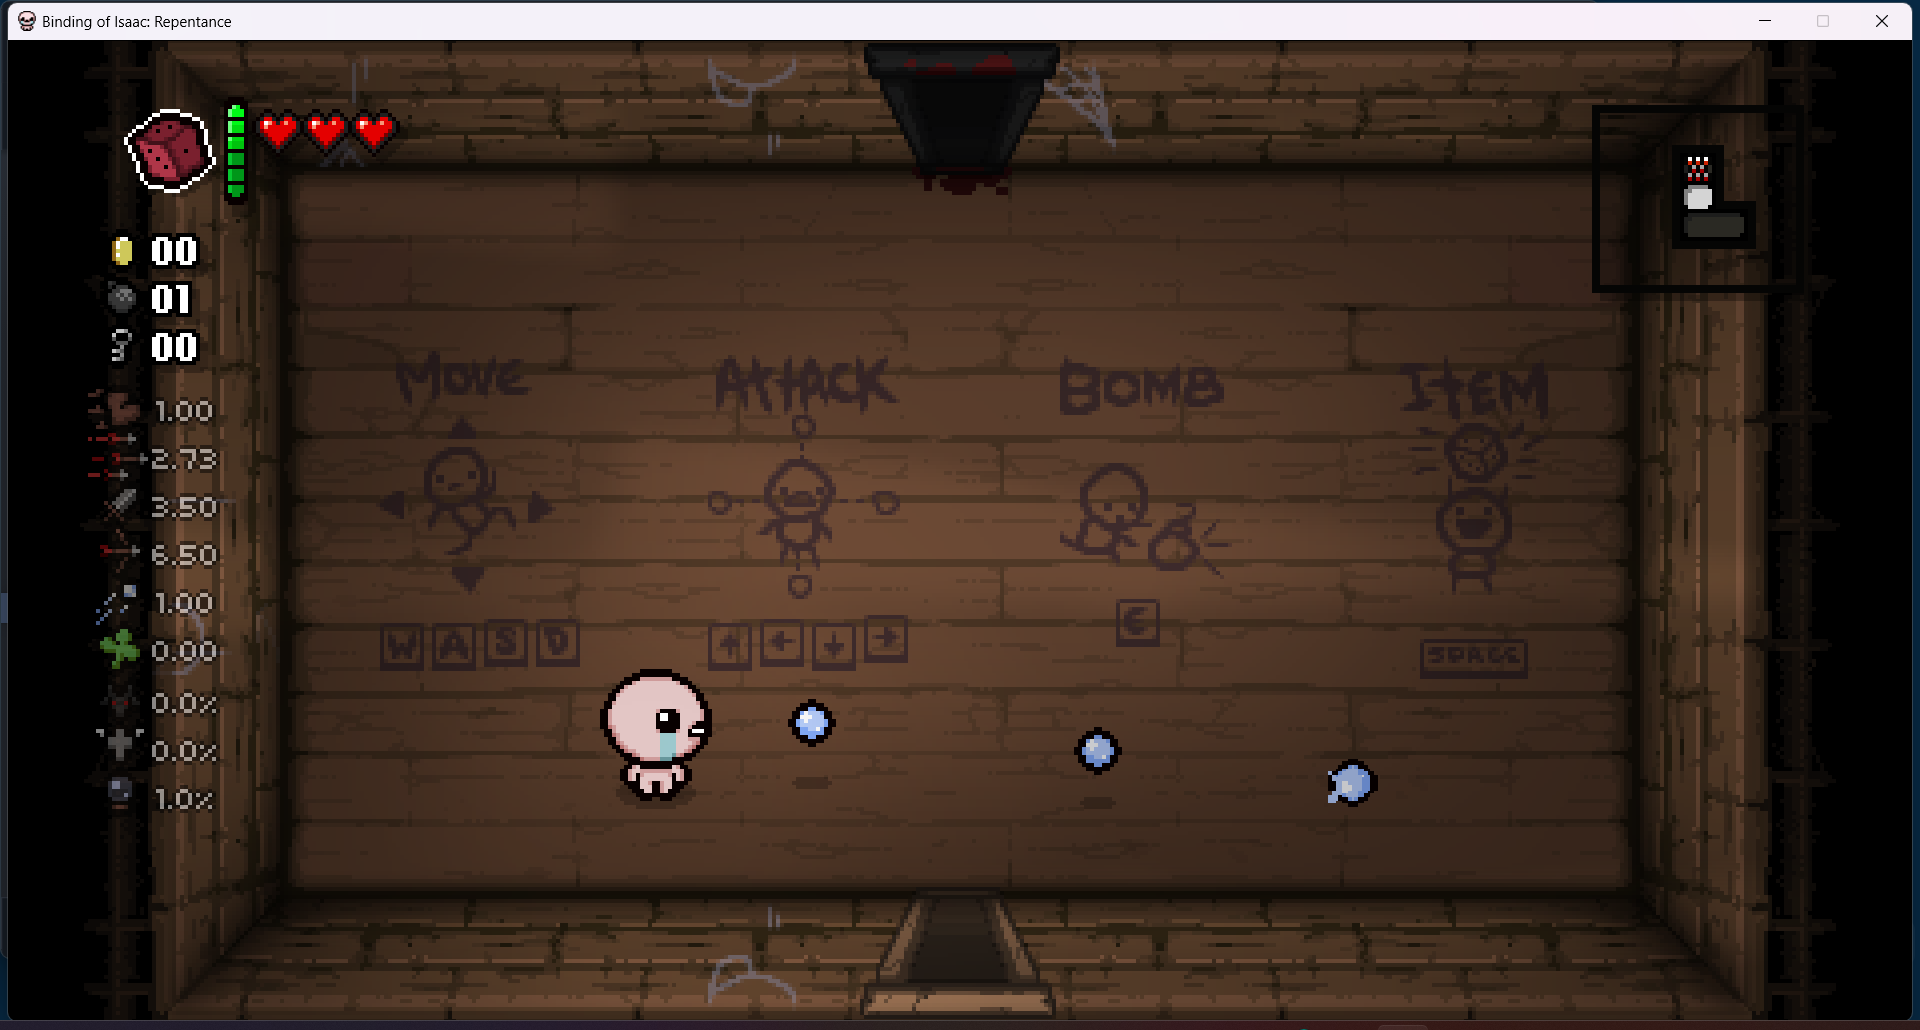 Binding of Isaac: Repentance
00
01
00
1.00
2.73
3.50
6.50
1.00
0.00
0.0%
0.0%
1.0%
MOVE
ATTACK
BOMB
ITEM
W A S D
↑ ← ↓ →
E
SPACE